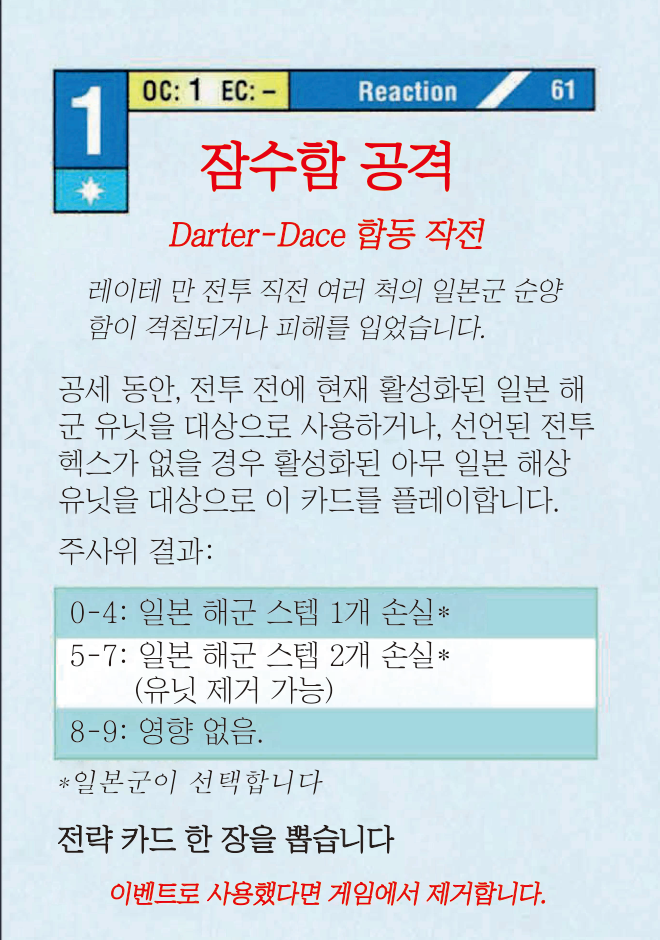 1 OC: 1 EC: – Reaction 61
잠수함 공격
Darter-Dace 합동 작전
레이테 만 전투 직전 여러 척의 일본군 순양
함이 격침되거나 피해를 입었습니다.
공세 동안, 전투 전에 현재 활성화된 일본 해
군 유닛을 대상으로 사용하거나, 선언된 전투
헥스가 없을 경우 활성화된 아무 일본 해상
유닛을 대상으로 이 카드를 플레이합니다.
주사위 결과:
0-4: 일본 해군 스텝 1개 손실*
5-7: 일본 해군 스텝 2개 손실*
(유닛 제거 가능)
8-9: 영향 없음.
*일본군이 선택합니다
전략 카드 한 장을 뽑습니다
이벤트로 사용했다면 게임에서 제거합니다.